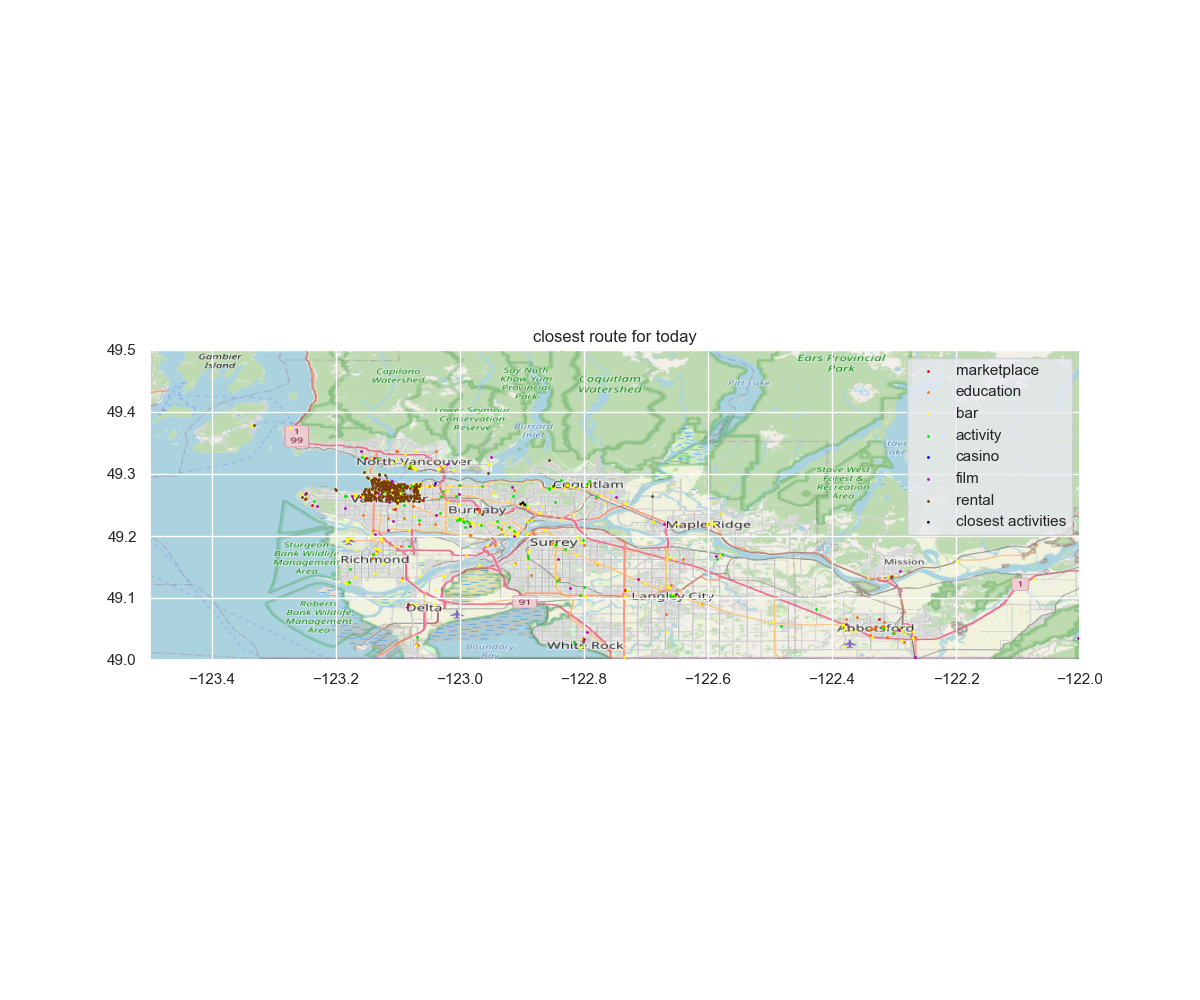 closest route for today
49.5
49.4
49.3
49.2
49.1
49.0
−123.4
−123.2
−123.0
−122.8
−122.6
−122.4
−122.2
−122.0
marketplace
education
bar
activity
casino
film
rental
closest activities
Gambier
Island
Capilano
Watershed
Say Nuth
Khaw Yum
Provincial
Park
Coquitlam
Watershed
Pitt Lake
Ears Provincial
Park
Lower Seymour
Conservation
Reserve
Burrard
Inlet
1
99
Stave
Lake
Stave West
Forest &
Recreation
Area
North Vancouver
Coquitlam
Burnaby
Maple Ridge
Surrey
Sturgeon
Bank Wildlife
Management
Area
Richmond
Mission
1
Langley City
91
Roberts
Bank Wildlife
Management
Area
Delta
Abbotsford
White Rock
Boundary
Bay